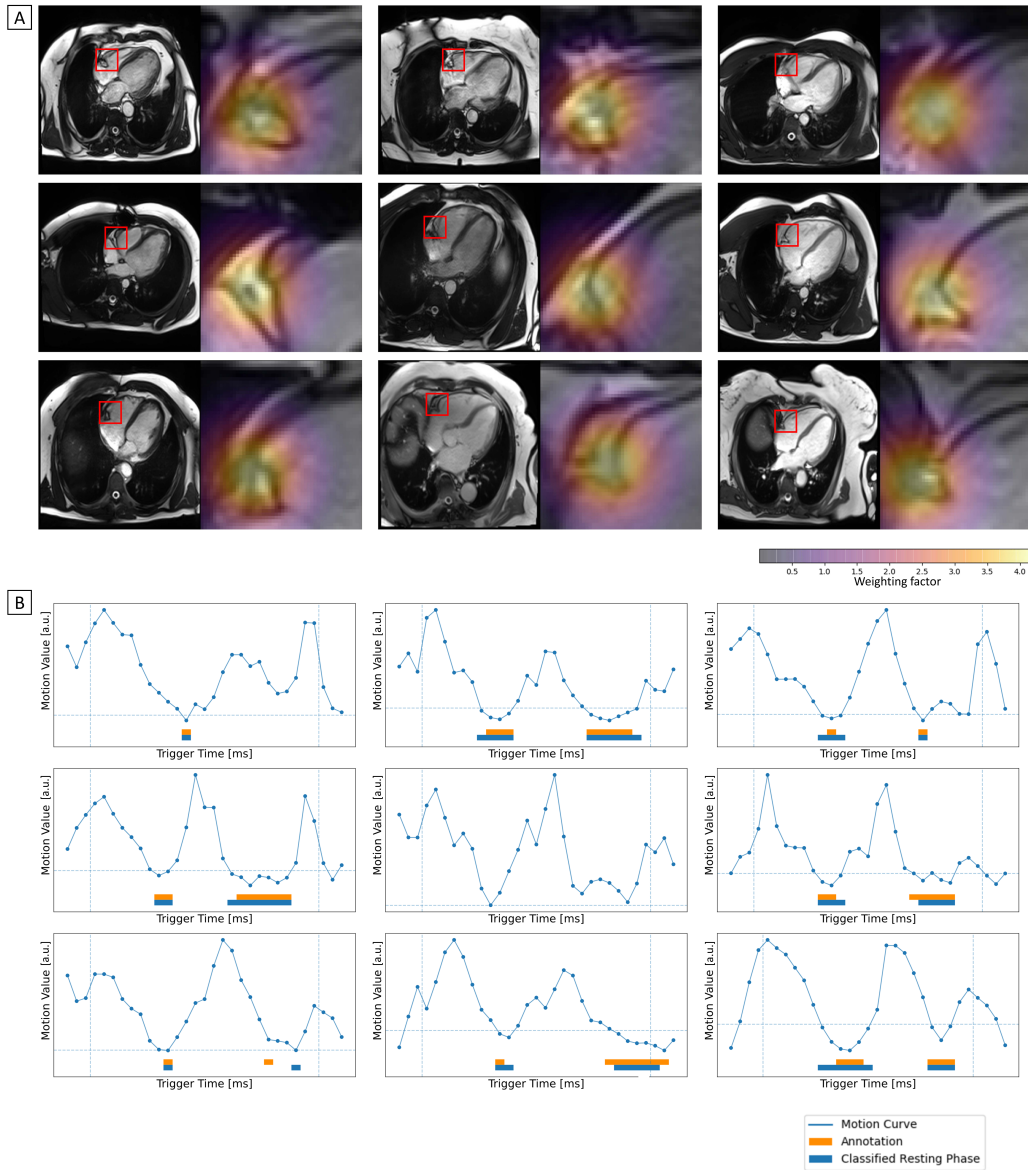 A
0.5 1.0 1.5 2.0 2.5 3.0 3.5 4.0
Weighting factor
B
Motion Value [a.u.]
Trigger Time [ms]
Motion Value [a.u.]
Trigger Time [ms]
Motion Value [a.u.]
Trigger Time [ms]
Motion Value [a.u.]
Trigger Time [ms]
Motion Value [a.u.]
Trigger Time [ms]
Motion Value [a.u.]
Trigger Time [ms]
Motion Value [a.u.]
Trigger Time [ms]
Motion Value [a.u.]
Trigger Time [ms]
Motion Value [a.u.]
Trigger Time [ms]
Motion Curve
Annotation
Classified Resting Phase